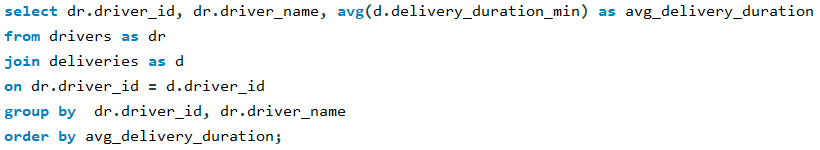 select dr.driver_id, dr.driver_name, avg(d.delivery_duration_min) as avg_delivery_duration
from drivers as dr
join deliveries as d
on dr.driver_id = d.driver_id
group by  dr.driver_id, dr.driver_name
order by avg_delivery_duration;